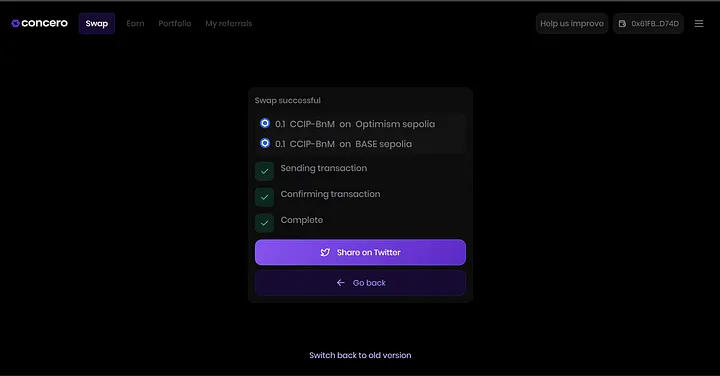 concero Swap Earn Portfolio My referrals Help us improve 0x61FB...D74D
Swap successful
0.1 CCIP-BnM on Optimism sepolia
0.1 CCIP-BnM on BASE sepolia
Sending transaction
Confirming transaction
Complete
Share on Twitter
Go back
Switch back to old version